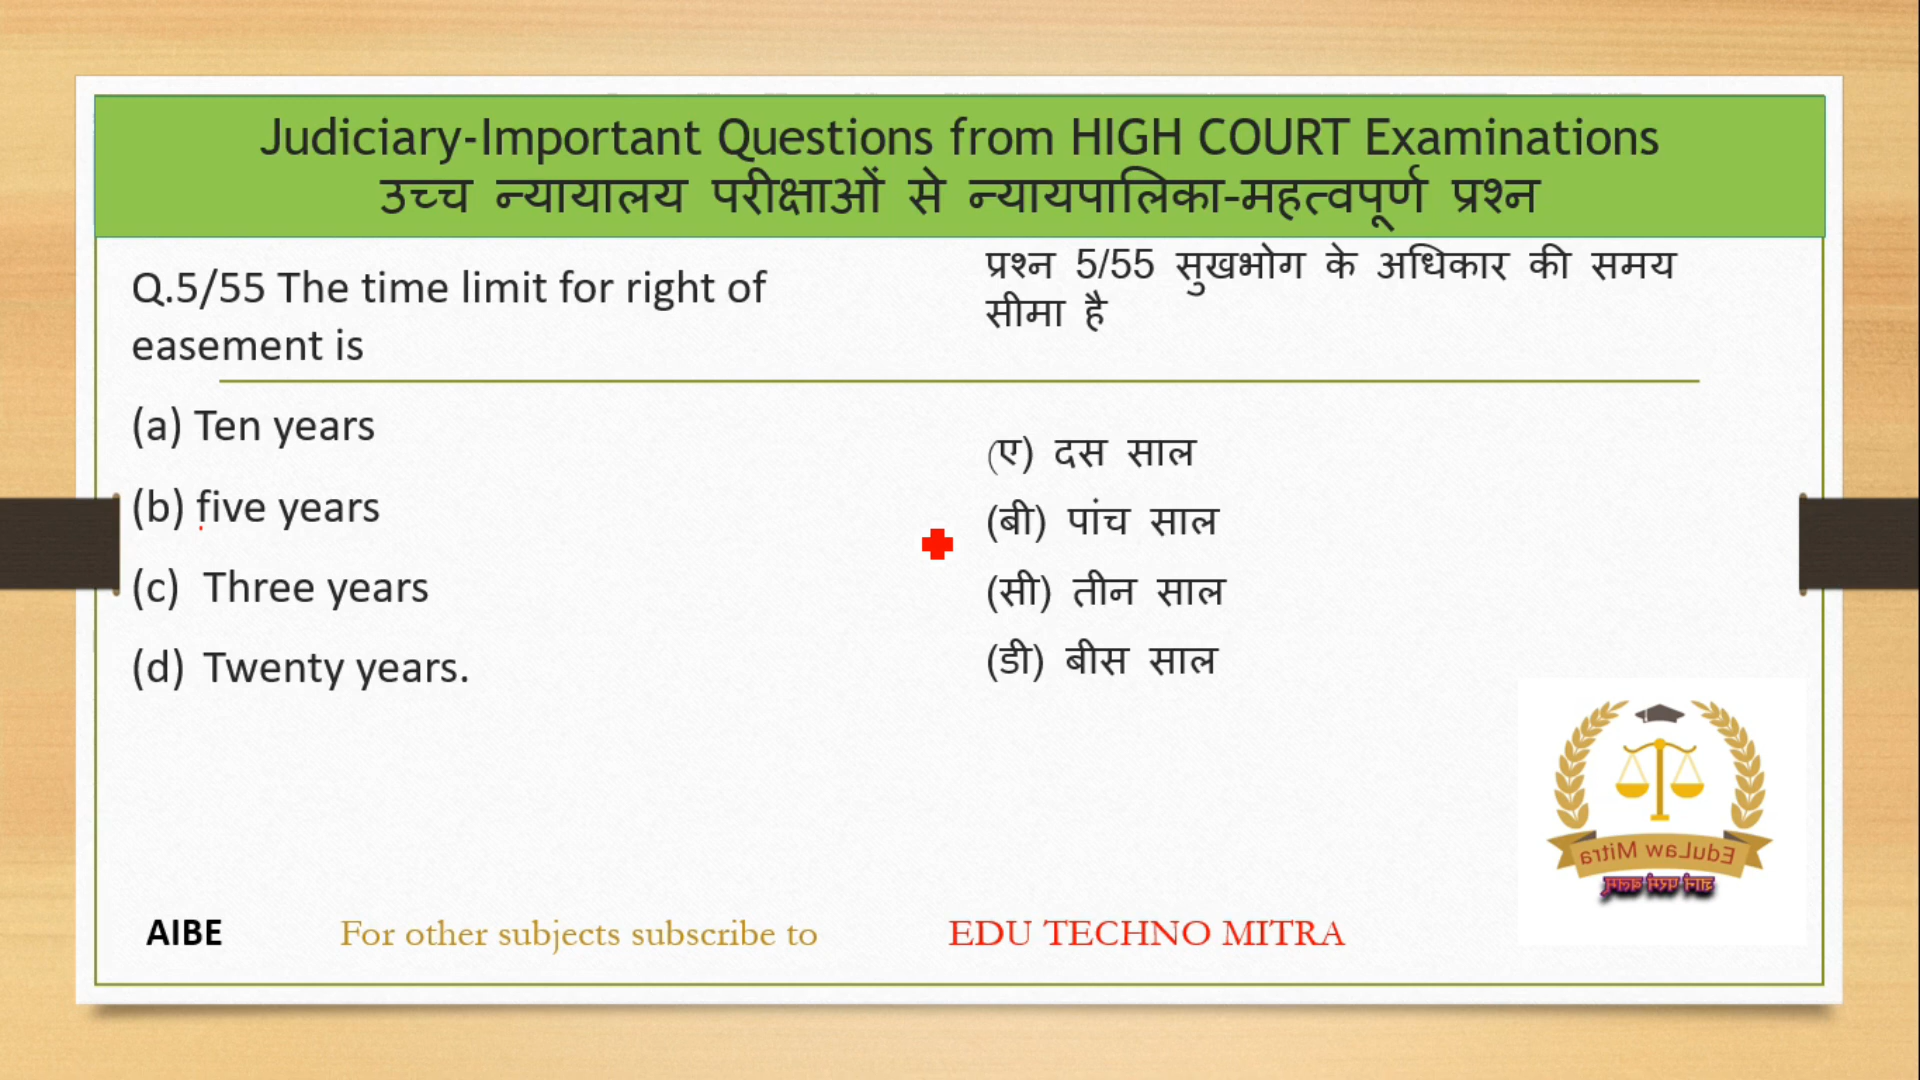 Judiciary-Important Questions from HIGH COURT Examinations
उच्च न्यायालय परीक्षाओं से न्यायपालिका-महत्वपूर्ण प्रश्न
Q.5/55 The time limit for right of
easement is
(a) Ten years
(b) five years
(c) Three years
(d) Twenty years.
प्रश्न 5/55 सुखभोग के अधिकार की समय
सीमा है
(ए) दस साल
(बी) पांच साल
(सी) तीन साल
(डी) बीस साल
EduLaw Mitra
ज्ञानं परमं बलम्
AIBE For other subjects subscribe to EDU TECHNO MITRA